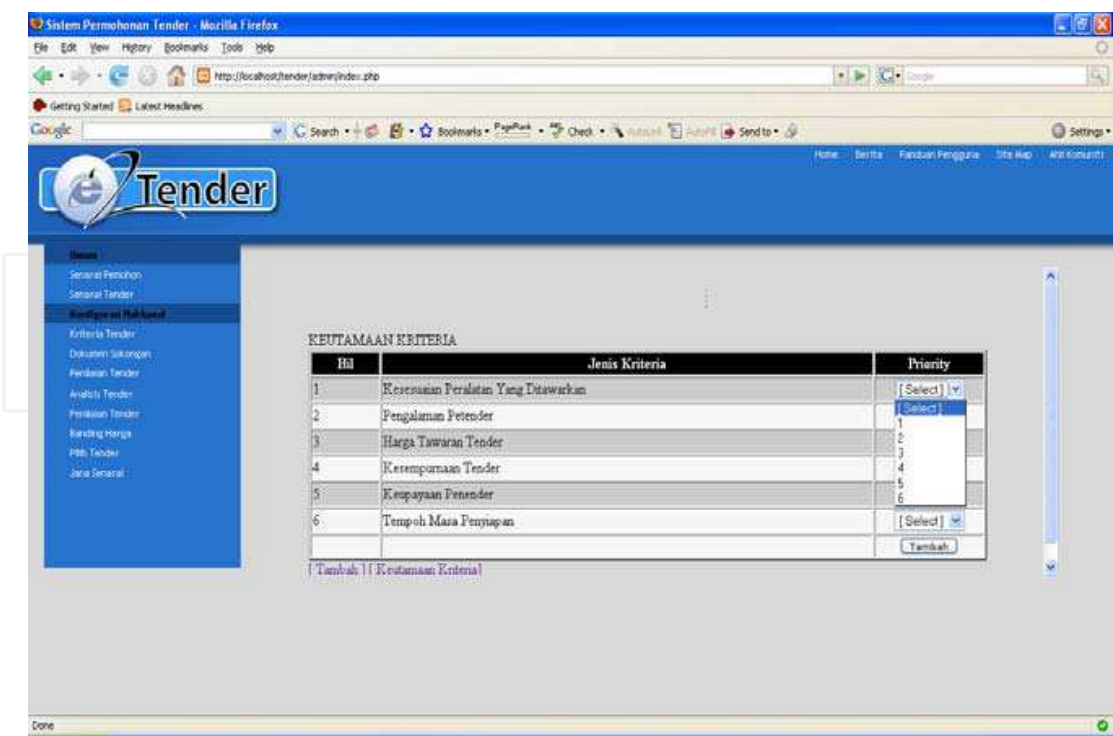 Sistem Permohonan Tender - Mozilla Firefox
File Edit View History Bookmarks Tools Help
http://localhost/tender/admin/index.php
Getting Started Latest Headlines
Google Search Bookmarks PageRank Check AutoLink AutoFill Send to Settings
Home Berita Panduan Pengguna Site Map Ahli Komuniti
e Tender
Umum
Senarai Pemohon
Senarai Tender
Kriteria Tender
Dokumen Sokongan
Penilaian Tender
Analisis Tender
Penilaian Tender
Banding Harga
Pilih Tender
Jana Senarai
KEUTAMAAN KRITERIA
Bil Jenis Kriteria Priority
1 Kesesuaian Peralatan Yang Ditawarkan [Select]
2 Pengalaman Petender
3 Harga Tawaran Tender
4 Kesempurnaan Tender
5 Keupayaan Penender
6 Tempoh Masa Penyiapan [Select]
[Select]
1
2
3
4
5
6
Tambah
[ Tambah ] [ Keutamaan Kriteria]
Done